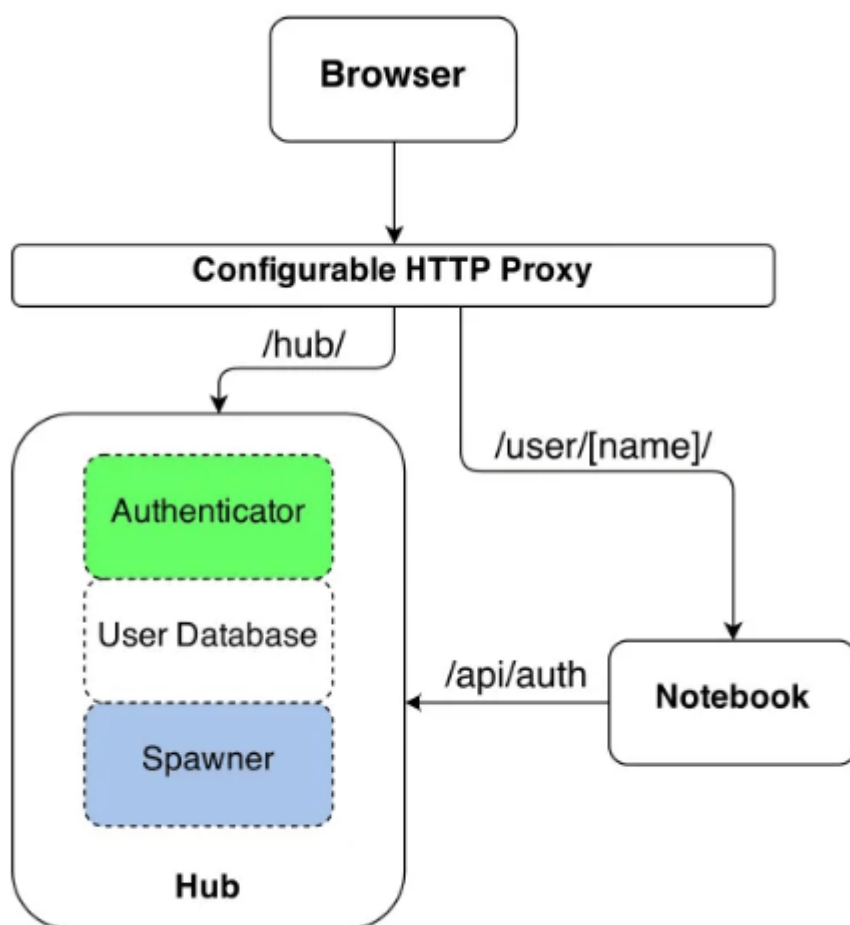 Browser
Configurable HTTP Proxy
/hub/
/user/[name]/
Authenticator
User Database
/api/auth
Notebook
Spawner
Hub